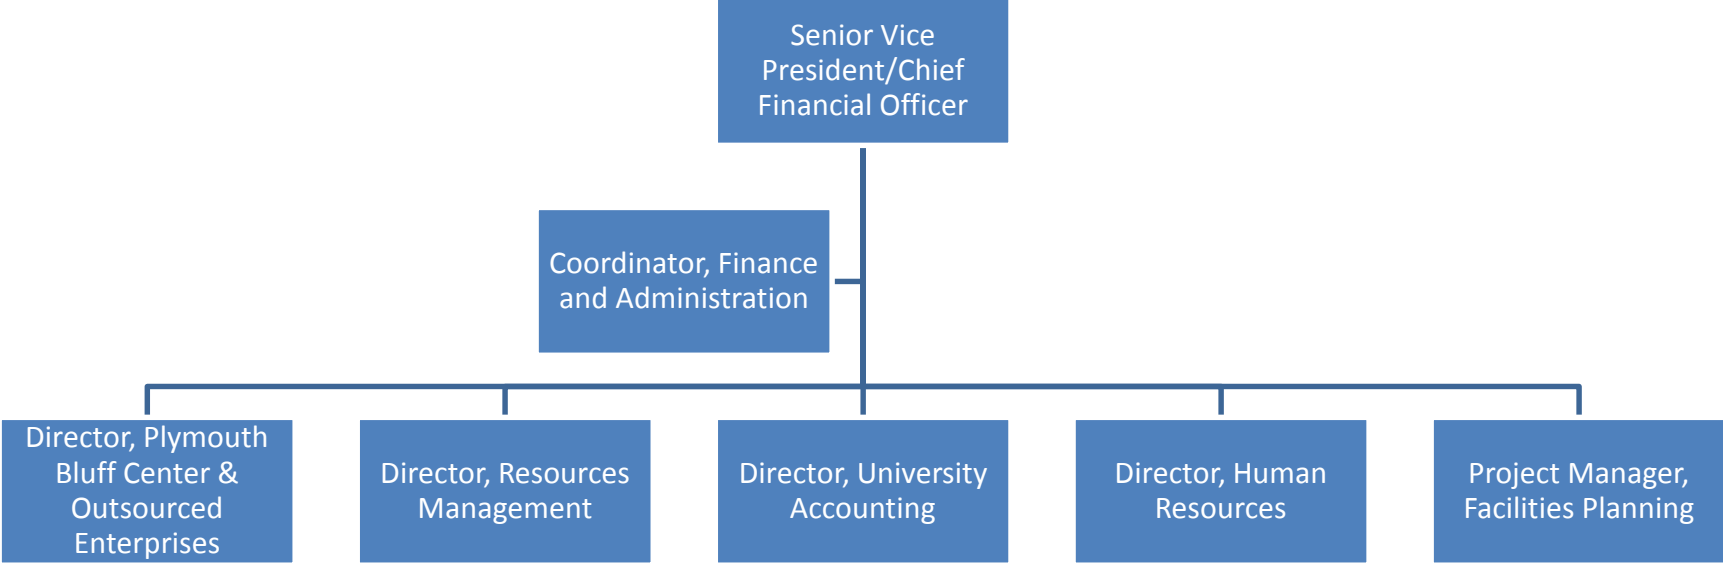 Senior Vice
President/Chief
Financial Officer
Coordinator, Finance
and Administration
Director, Plymouth
Bluff Center &
Outsourced
Enterprises
Director, Resources
Management
Director, University
Accounting
Director, Human
Resources
Project Manager,
Facilities Planning